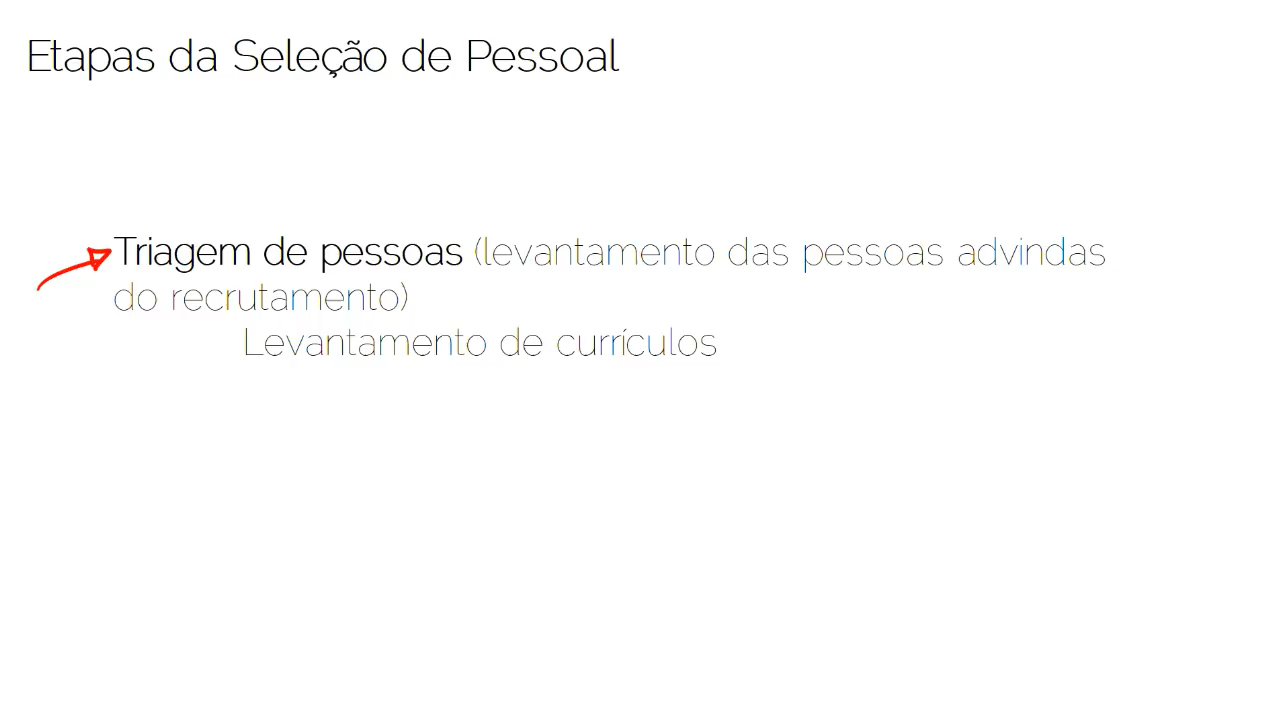 Etapas da Seleção de Pessoal
Triagem de pessoas (levantamento das pessoas advindas
do recrutamento)
Levantamento de currículos